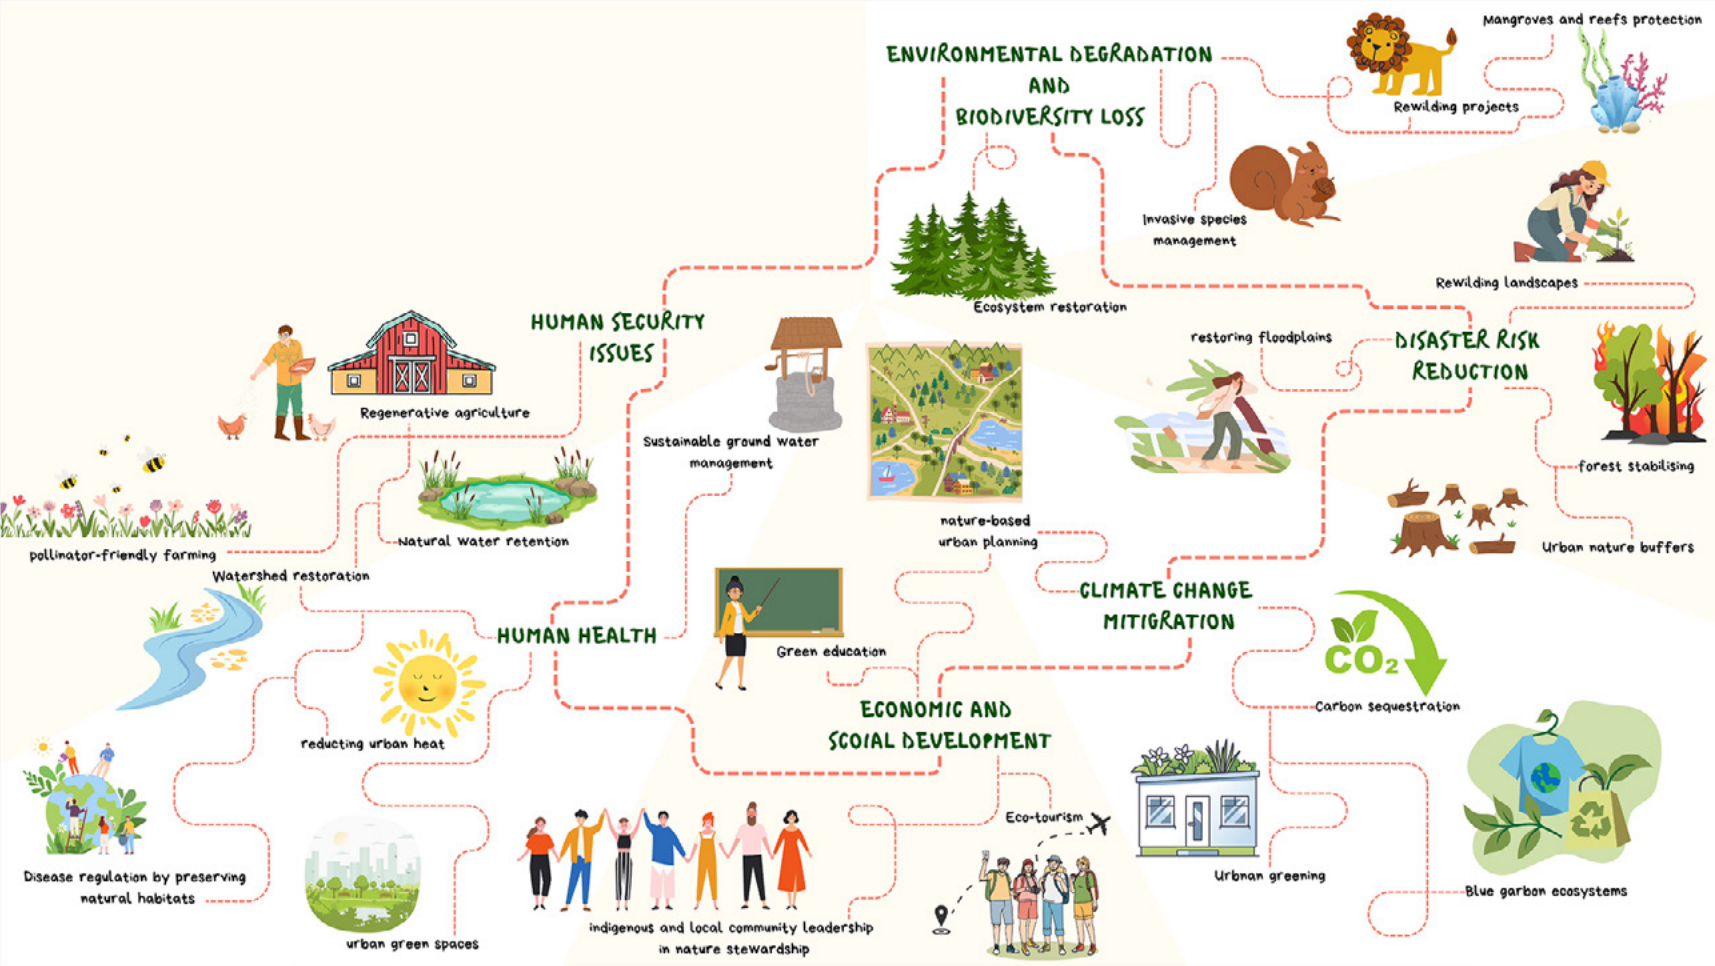 Mangroves and reefs protection
ENVIRONMENTAL DEGRADATION
AND
BIODIVERSITY LOSS
Rewilding projects
Invasive species
management
Ecosystem restoration
Rewilding landscapes
HUMAN SECURITY
ISSUES
restoring floodplains
DISASTER RISK
REDUCTION
Regenerative agriculture
Sustainable ground water
management
forest stabilising
nature-based
urban planning
Natural water retention
Urban nature buffers
pollinator-friendly farming
Watershed restoration
CLIMATE CHANGE
MITIGRATION
HUMAN HEALTH
Green education
CO2
Carbon sequestration
ECONOMIC AND
SCOIAL DEVELOPMENT
reducting urban heat
Eco-tourism
Disease regulation by preserving
natural habitats
Urbnan greening
Blue garbon ecosystems
indigenous and local community leadership
in nature stewardship
urban green spaces